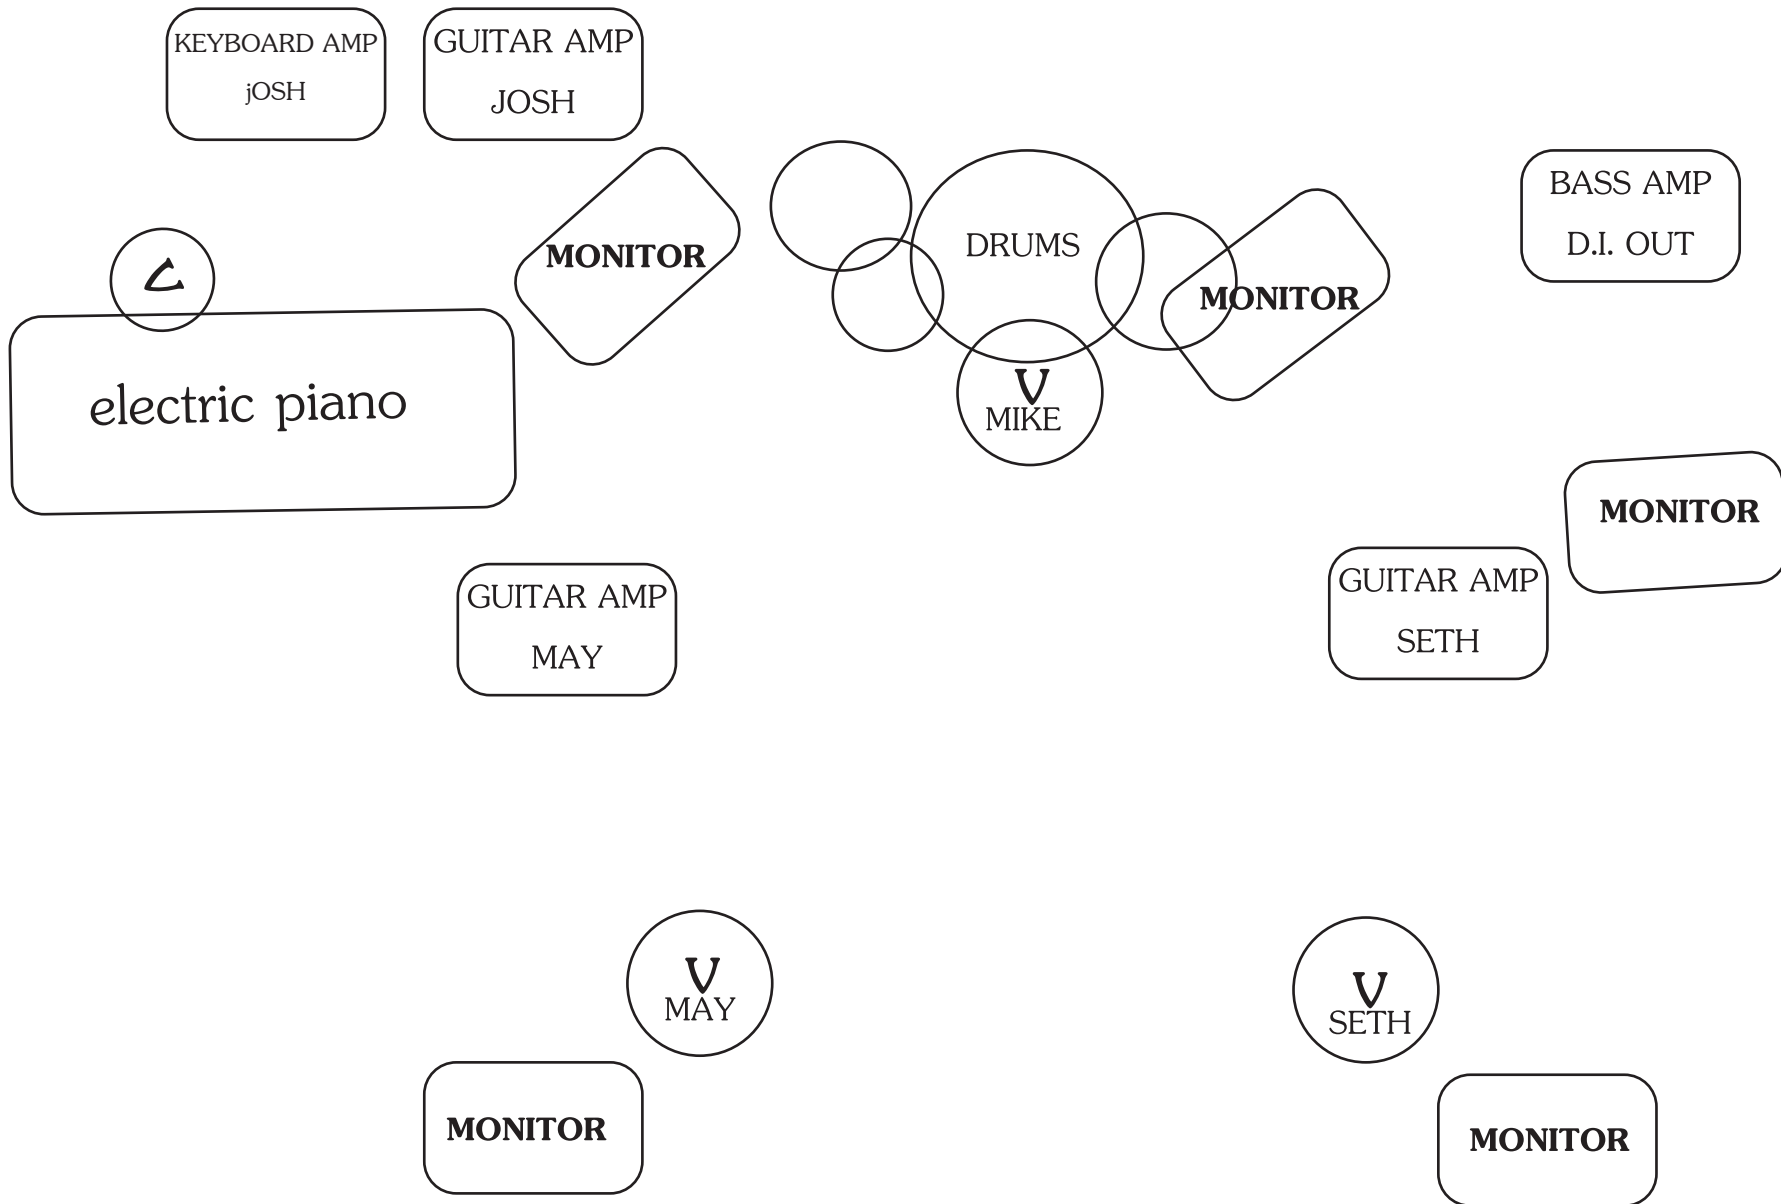 KEYBOARD AMP
jOSH
GUITAR AMP
JOSH
BASS AMP
D.I. OUT
MONITOR
DRUMS
MONITOR
V
electric piano
V
MIKE
MONITOR
GUITAR AMP
MAY
GUITAR AMP
SETH
V
MAY
V
SETH
MONITOR
MONITOR